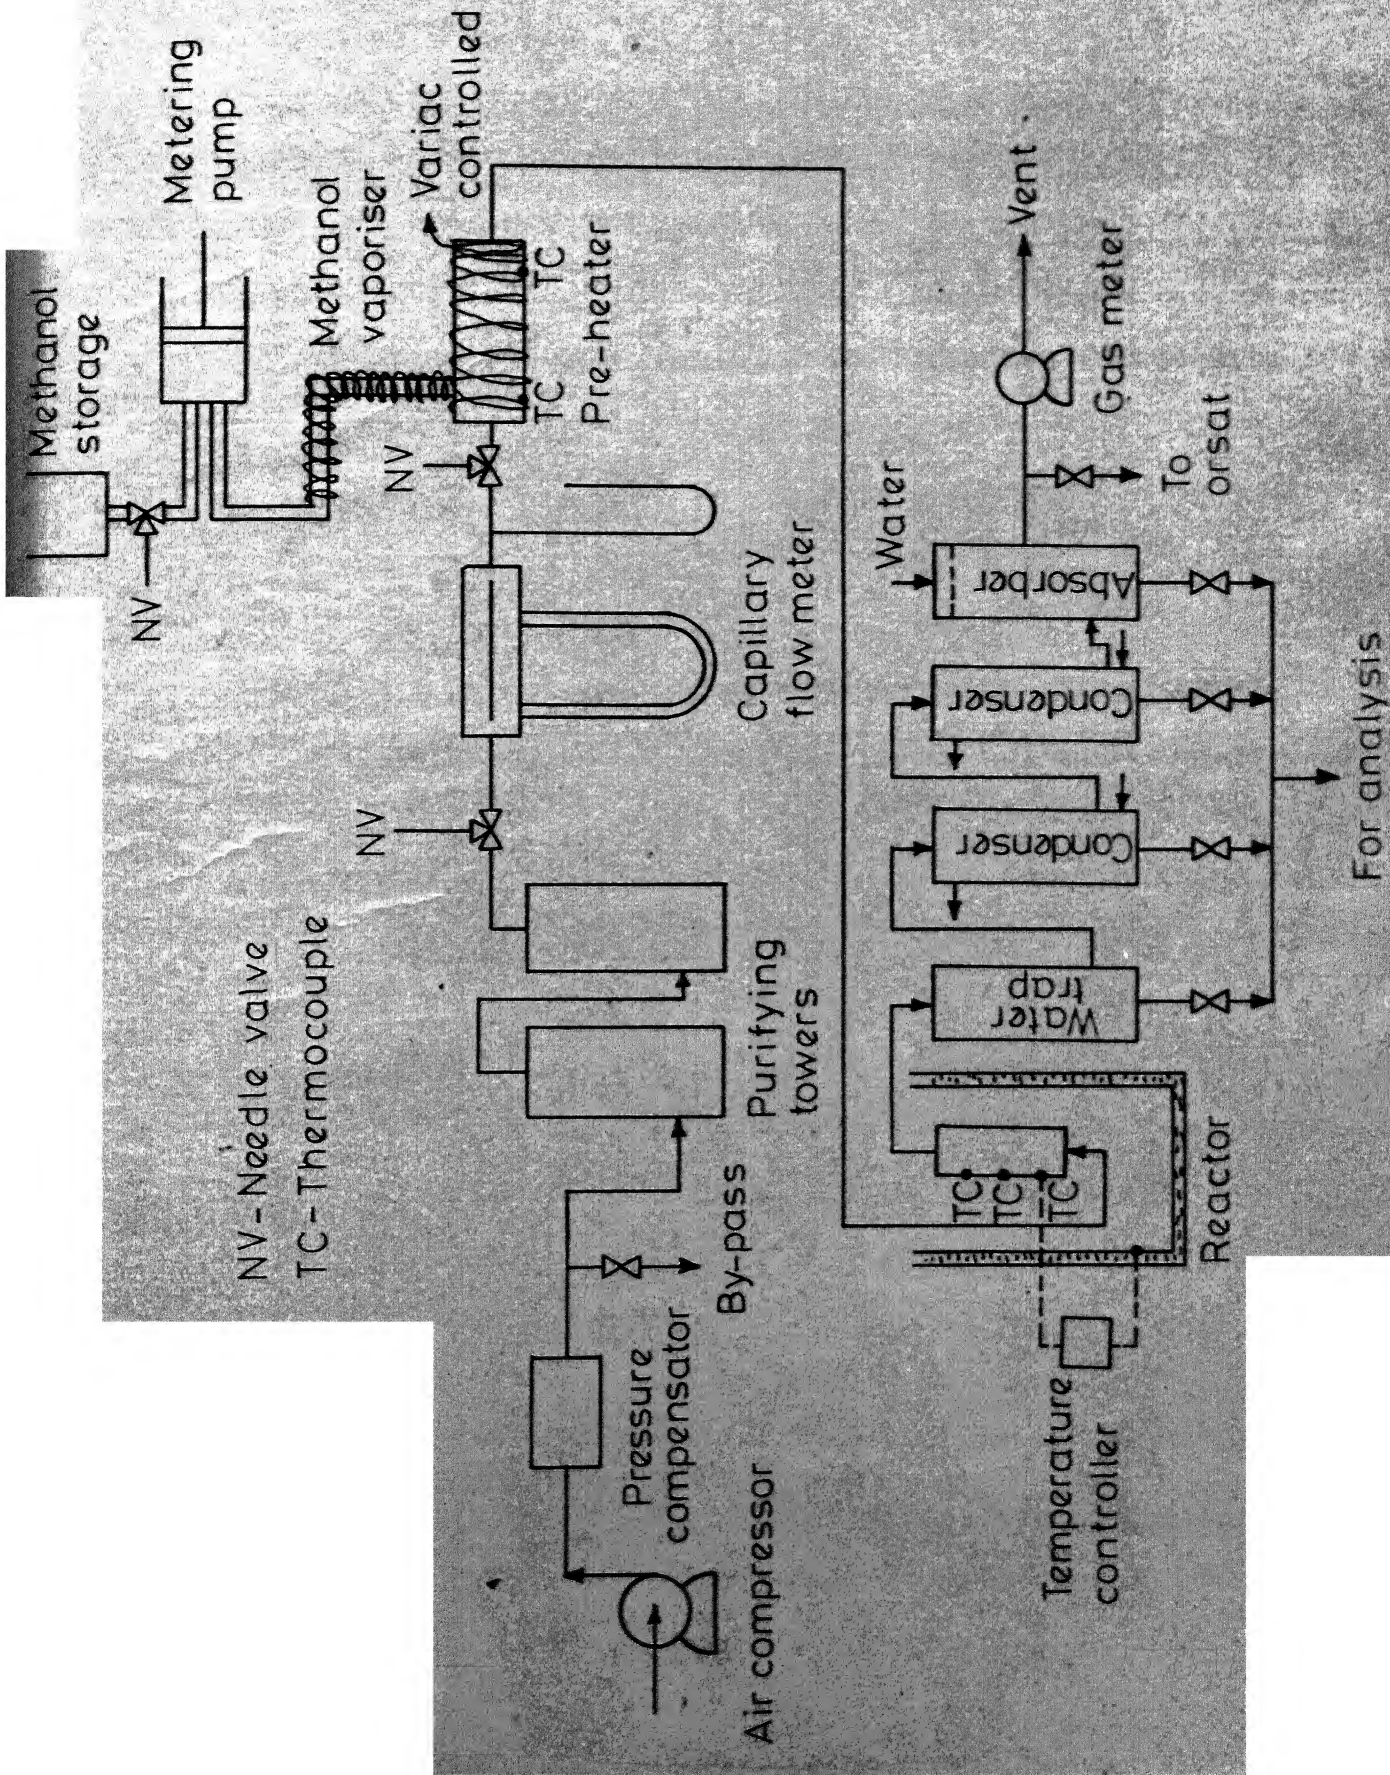 NV-Needle valve
TC-Thermocouple
Methanol
storage
NV
Metering
pump
Methanol
vaporiser
Variac
controlled
NV
NV
TC
TC
Pre-heater
Capillary
flow meter
Purifying
towers
By-pass
Pressure
compensator
Air compressor
Temperature
controller
TC
TC
TC
Reactor
Water
trap
Condenser
Condenser
Absorber
Water
To
orsat
Gas meter
Vent
For analysis